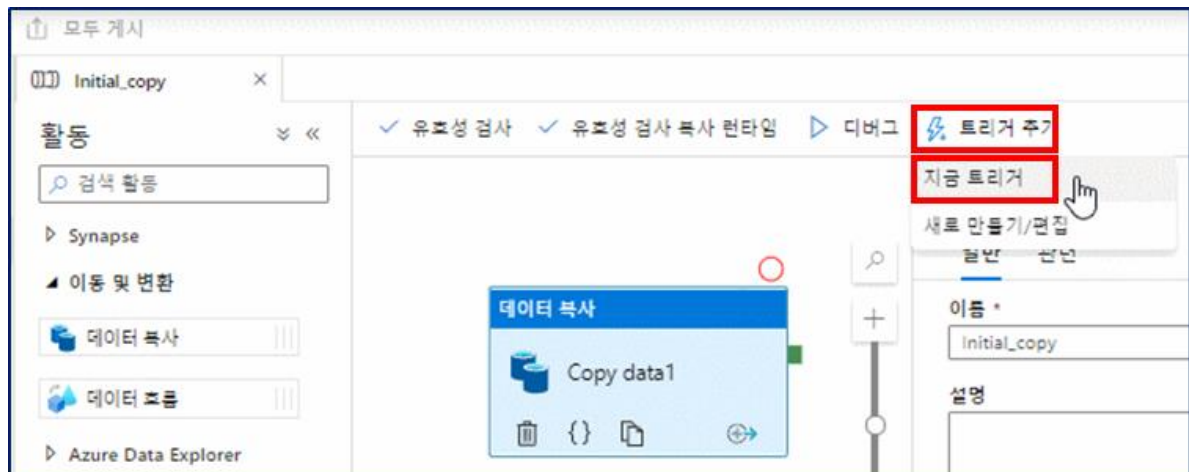 모두 게시
Initial_copy
활동
유효성 검사
유효성 검사 복사 런타임
디버그
트리거 추가
검색 활동
지금 트리거
새로 만들기/편집
Synapse
일반
관련
이동 및 변환
데이터 복사
이름 *
데이터 복사
Initial_copy
Copy data1
데이터 흐름
설명
{}
Azure Data Explorer